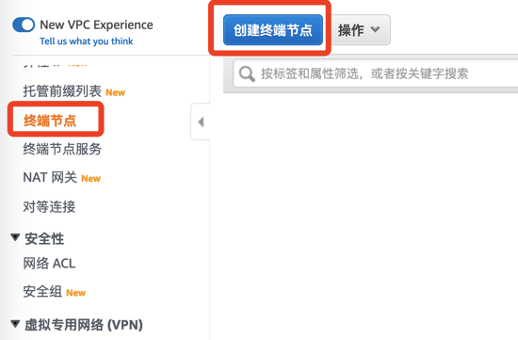 New VPC Experience
Tell us what you think
托管前缀列表 New
终端节点
终端节点服务
NAT 网关 New
对等连接
安全性
网络 ACL
安全组 New
虚拟专用网络 (VPN)
创建终端节点
操作
按标签和属性筛选，或者按关键字搜索